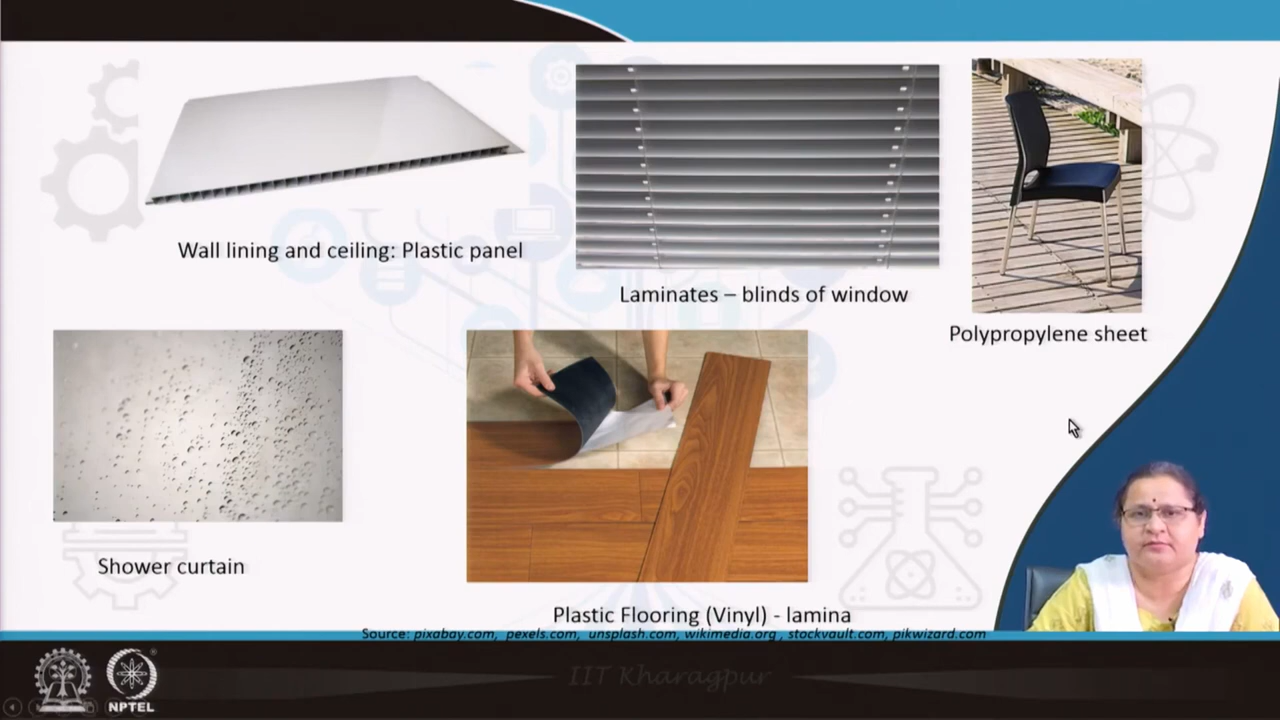 Wall lining and ceiling: Plastic panel
Laminates – blinds of window
Polypropylene sheet
Shower curtain
Plastic Flooring (Vinyl) - lamina
Source: pixabay.com, pexels.com, unsplash.com, wikimedia.org , stockvault.com, pikwizard.com
IIT Kharagpur
NPTEL